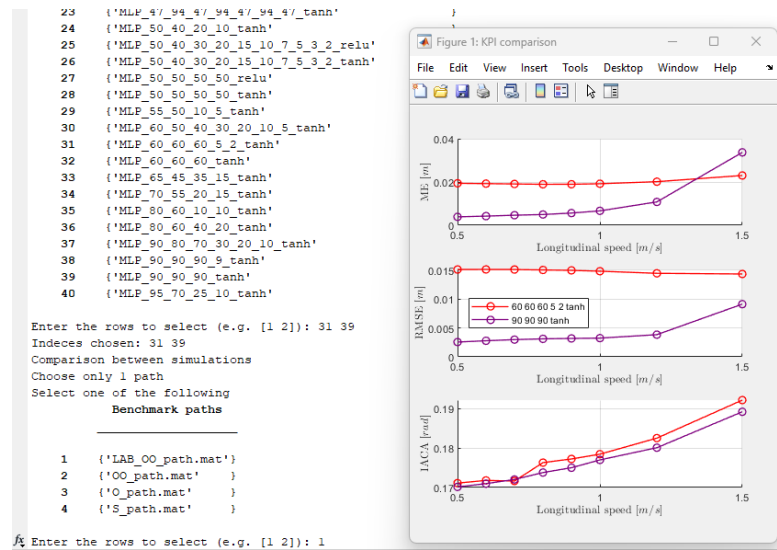 23 {'MLP_47_94_47_94_47_94_47_tanh' }
24 {'MLP_50_40_20_10_tanh'
25 {'MLP_50_40_30_20_15_10_7_5_3_2_relu'
26 {'MLP_50_40_30_20_15_10_7_5_3_2_tanh'
27 {'MLP_50_50_50_50_relu'
28 {'MLP_50_50_50_50_tanh'
29 {'MLP_55_50_10_5_tanh'
30 {'MLP_60_50_40_30_20_10_5_tanh'
31 {'MLP_60_60_60_5_2_tanh'
32 {'MLP_60_60_60_tanh'
33 {'MLP_65_45_35_15_tanh'
34 {'MLP_70_55_20_15_tanh'
35 {'MLP_80_60_10_10_tanh'
36 {'MLP_80_60_40_20_tanh'
37 {'MLP_90_80_70_30_20_10_tanh'
38 {'MLP_90_90_90_9_tanh'
39 {'MLP_90_90_90_tanh'
40 {'MLP_95_70_25_10_tanh'
Enter the rows to select (e.g. [1 2]): 31 39
Indeces chosen: 31 39
Comparison between simulations
Choose only 1 path
Select one of the following
Benchmark paths
1 {'LAB_OO_path.mat'}
2 {'OO_path.mat' }
3 {'O_path.mat' }
4 {'S_path.mat' }
fx Enter the rows to select (e.g. [1 2]): 1
Figure 1: KPI comparison
File Edit View Insert Tools Desktop Window Help
0.04
0.02
0
ME [m]
0.5 1 1.5
Longitudinal speed [m/s]
0.015
0.01
0.005
0
RMSE [m]
60 60 60 5 2 tanh
90 90 90 tanh
0.5 1 1.5
Longitudinal speed [m/s]
0.19
0.18
0.17
IACA [rad]
0.5 1 1.5
Longitudinal speed [m/s]